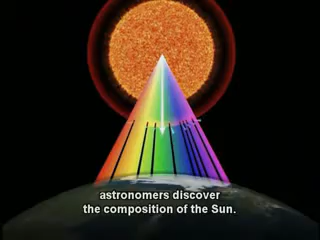 astronomers discover
the composition of the Sun.